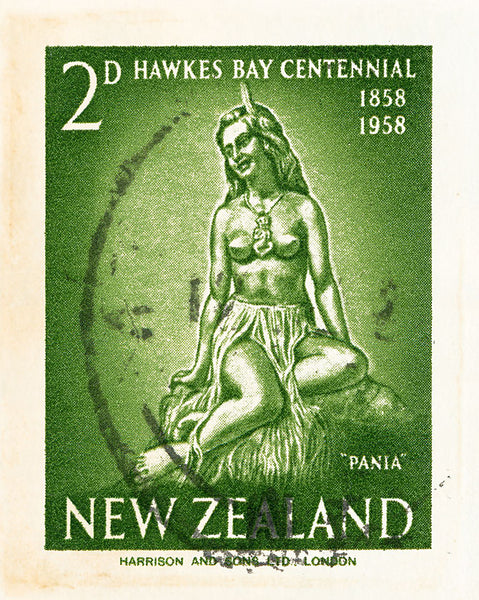 2D HAWKES BAY CENTENNIAL
1858
1958
"PANIA"
NEW ZEALAND
HARRISON AND SONS LTD. LONDON